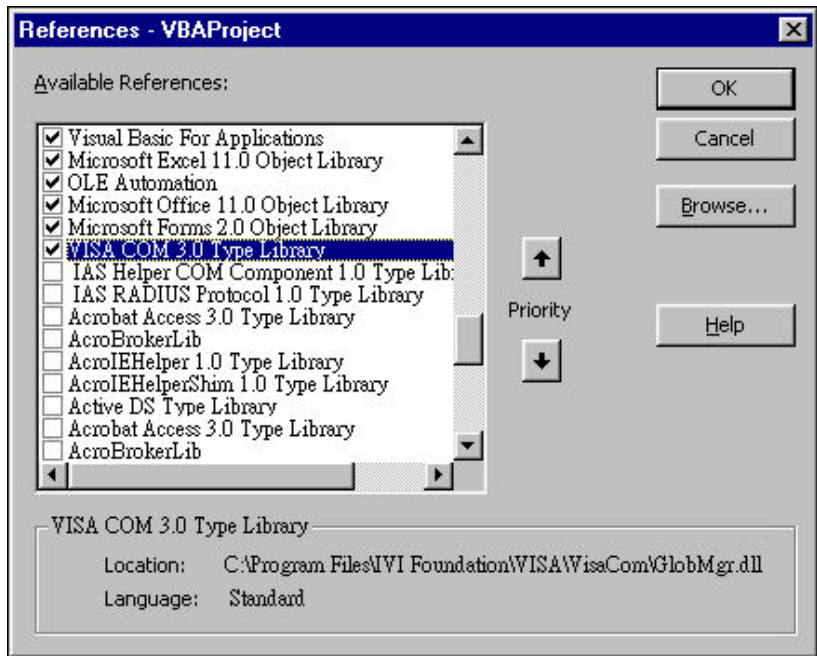 References - VBAProject
Available References:
OK
Visual Basic For Applications
Cancel
Microsoft Excel 11.0 Object Library
OLE Automation
Microsoft Office 11.0 Object Library
Browse...
Microsoft Forms 2.0 Object Library
VISA COM 3.0 Type Library
IAS Helper COM Component 1.0 Type Lib:
IAS RADIUS Protocol 1.0 Type Library
Acrobat Access 3.0 Type Library
Priority
Help
AcroBrokerLib
AcroIEHelper 1.0 Type Library
AcroIEHelperShim 1.0 Type Library
Active DS Type Library
Acrobat Access 3.0 Type Library
AcroBrokerLib
VISA COM 3.0 Type Library
Location: C:\Program Files\IVI Foundation\VISA\VisaCom\GlobMgr.dll
Language: Standard